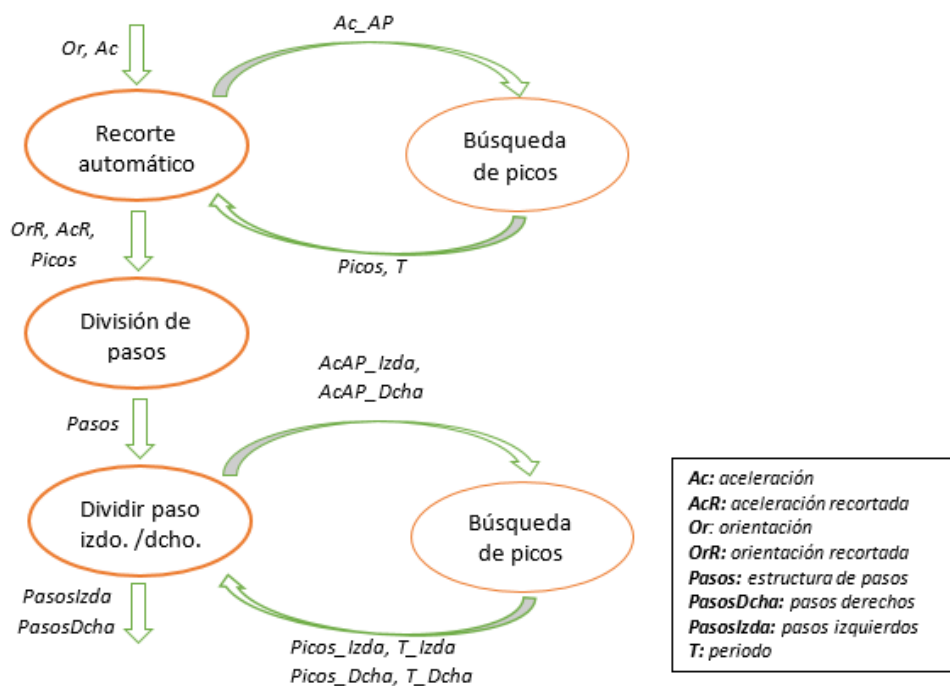 Ac_AP
Or, Ac
Recorte
automático
Búsqueda
de picos
OrR, AcR,
Picos
Picos, T
División de
pasos
AcAP_Izda,
AcAP_Dcha
Pasos
Dividir paso
izdo. /dcho.
Búsqueda
de picos
PasosIzda
PasosDcha
Picos_Izda, T_Izda
Picos_Dcha, T_Dcha
Ac: aceleración
AcR: aceleración recortada
Or: orientación
OrR: orientación recortada
Pasos: estructura de pasos
PasosDcha: pasos derechos
PasosIzda: pasos izquierdos
T: periodo